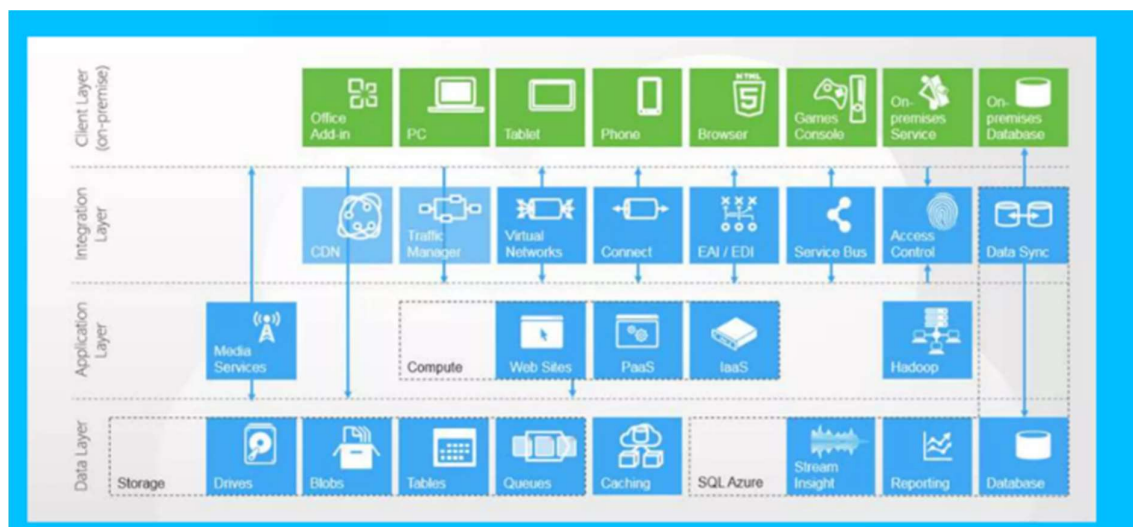 Client Layer
(on-premise)
Office
Add-in
PC
Tablet
Phone
HTML
5
Browser
Games
Console
On-
premises
Service
On-
premises
Database
Integration
Layer
CDN
Traffic
Manager
Virtual
Networks
Connect
EAI / EDI
Service Bus
Access
Control
Data Sync
Application
Layer
Media
Services
Compute
Web Sites
PaaS
IaaS
Hadoop
Data Layer
Storage
Drives
Blobs
Tables
Queues
Caching
SQL Azure
Stream
Insight
Reporting
Database